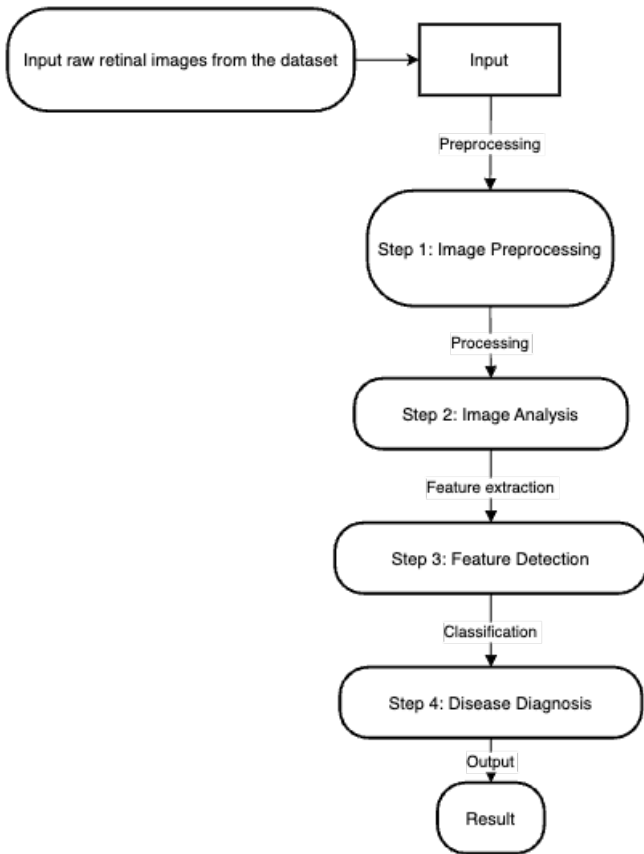 Input raw retinal images from the dataset
Input
Preprocessing
Step 1: Image Preprocessing
Processing
Step 2: Image Analysis
Feature extraction
Step 3: Feature Detection
Classification
Step 4: Disease Diagnosis
Output
Result